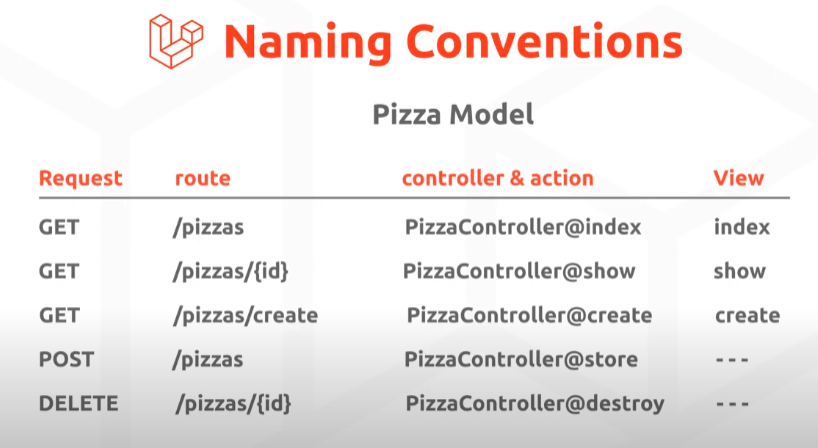 Naming Conventions
Pizza Model
Request route controller & action View
GET /pizzas PizzaController@index index
GET /pizzas/{id} PizzaController@show show
GET /pizzas/create PizzaController@create create
POST /pizzas PizzaController@store ---
DELETE /pizzas/{id} PizzaController@destroy ---